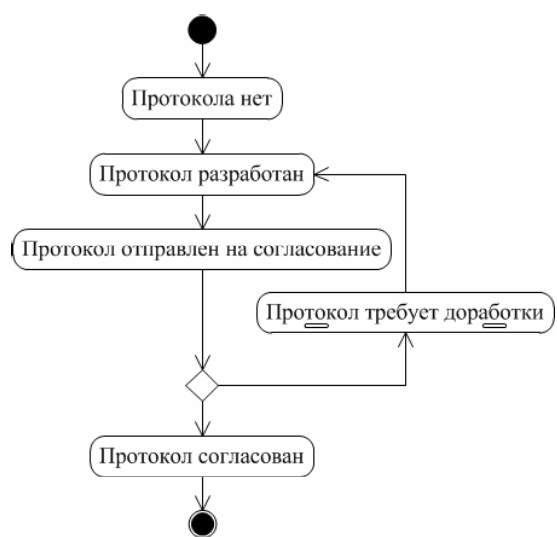 Протокола нет
Протокол разработан
Протокол отправлен на согласование
Протокол требует доработки
Протокол согласован